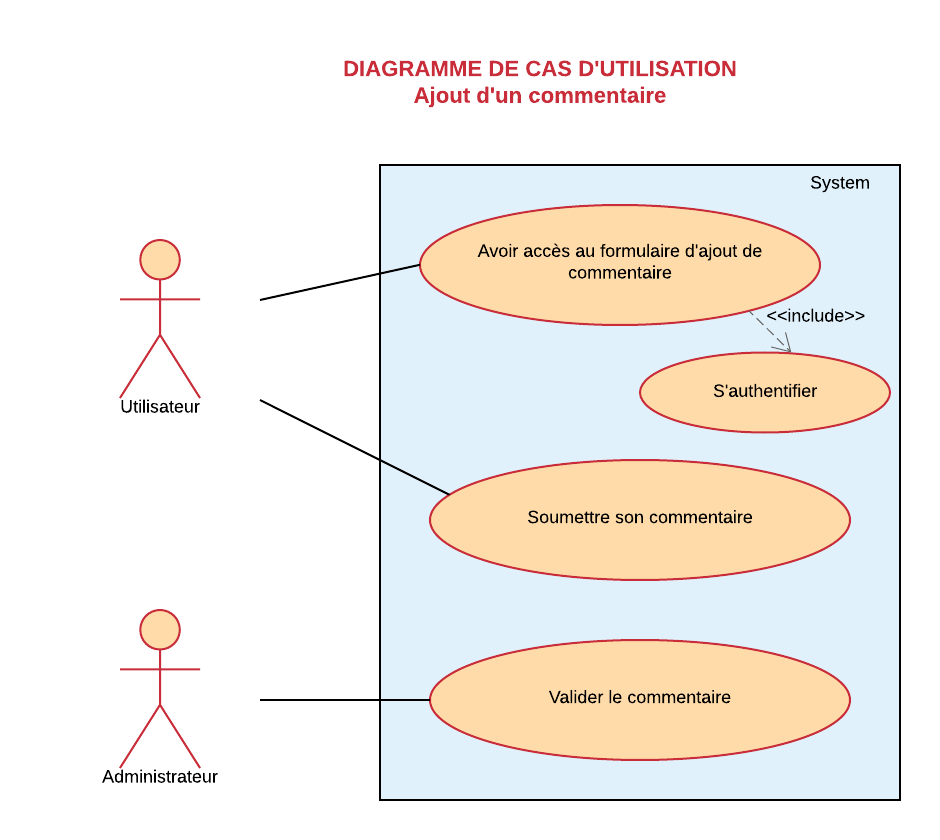 DIAGRAMME DE CAS D'UTILISATION
Ajout d'un commentaire
System
Avoir accès au formulaire d'ajout de
commentaire
<<include>>
S'authentifier
Utilisateur
Soumettre son commentaire
Valider le commentaire
Administrateur